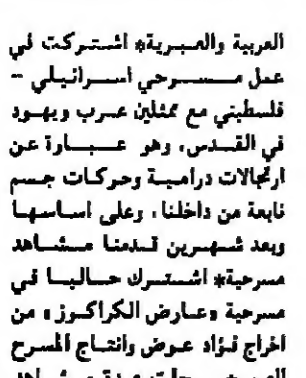 العربية والعبرية* اشتركت في
عمل مسرحي اسرائيلي -
فلسطيني مع ممثلين عرب ويهود
في القدس، وهو عبارة عن
ارتجالات درامية وحركات جسم
نابعة من داخلنا، وعلى اساسها
وبعد شهرين قدمنا مشاهد
مسرحية* اشترك حاليا في
مسرحية «عارض الكراكوز» من
اخراج فؤاد عوض وانتاج المسرح